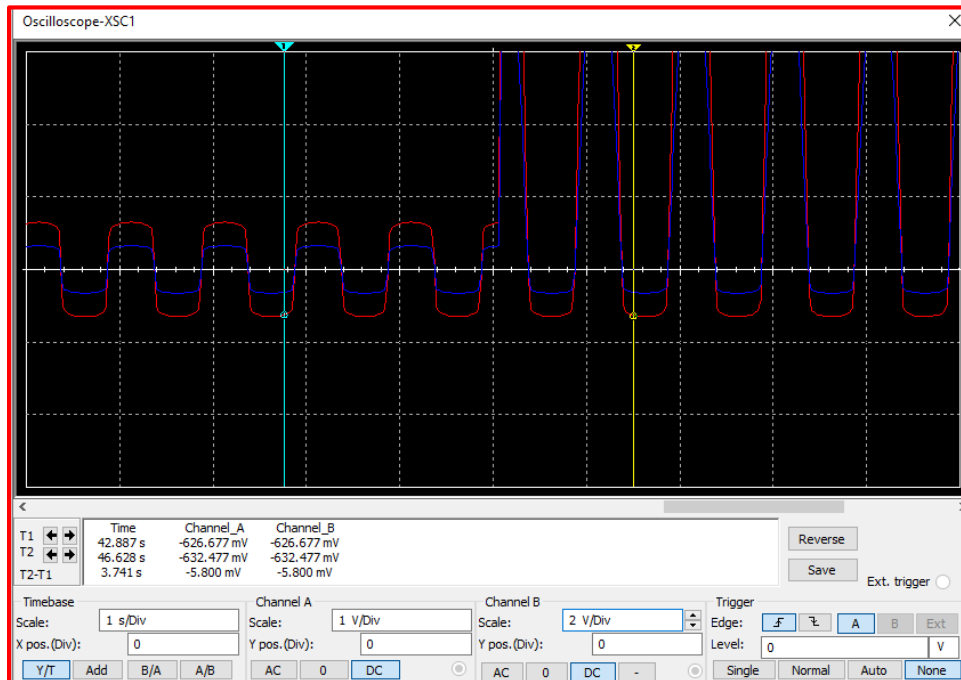 Oscilloscope-XSC1
1
2
Time Channel_A Channel_B
T1 42.887 s -626.677 mV -626.677 mV
T2 46.628 s -632.477 mV -632.477 mV
T2-T1 3.741 s -5.800 mV -5.800 mV
Reverse
Save
Ext. trigger
Timebase
Scale: 1 s/Div
X pos.(Div): 0
Y/T Add B/A A/B
Channel A
Scale: 1 V/Div
Y pos.(Div): 0
AC 0 DC
Channel B
Scale: 2 V/Div
Y pos.(Div): 0
AC 0 DC -
Trigger
Edge: A B Ext
Level: 0 V
Single Normal Auto None